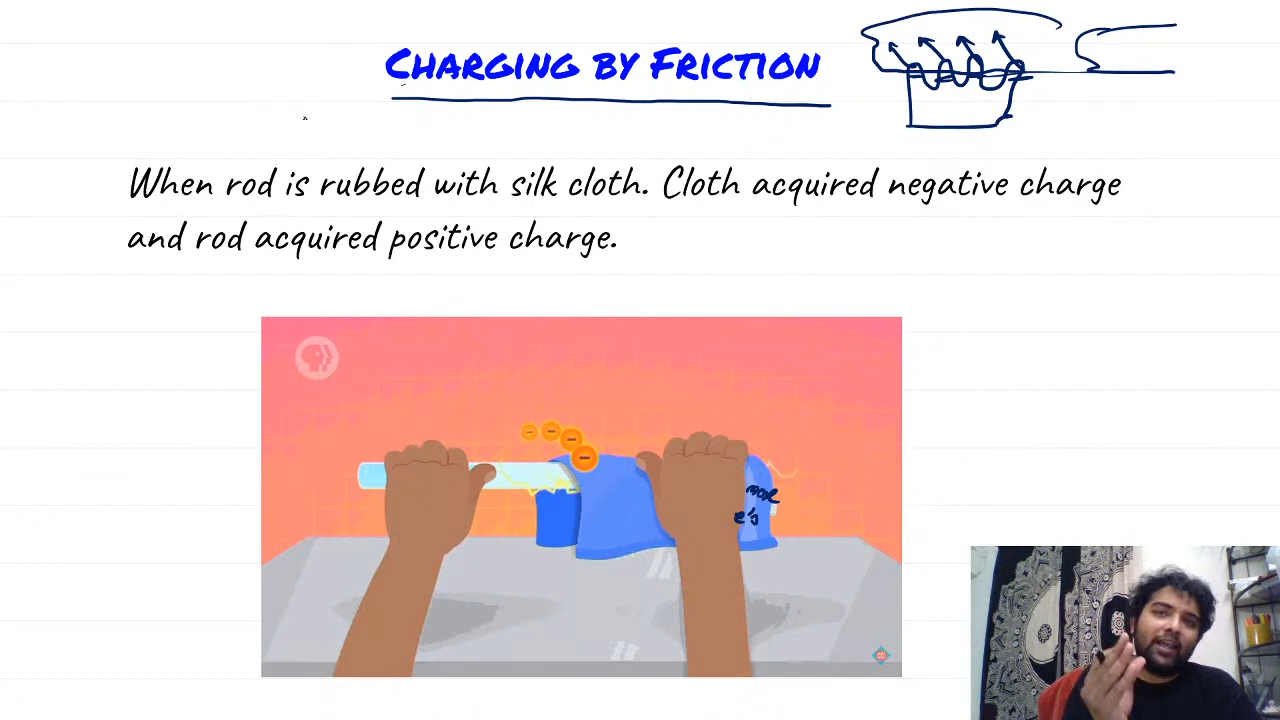 CHARGING BY FRICTION
When rod is rubbed with silk cloth. Cloth acquired negative charge
and rod acquired positive charge.
more
e's